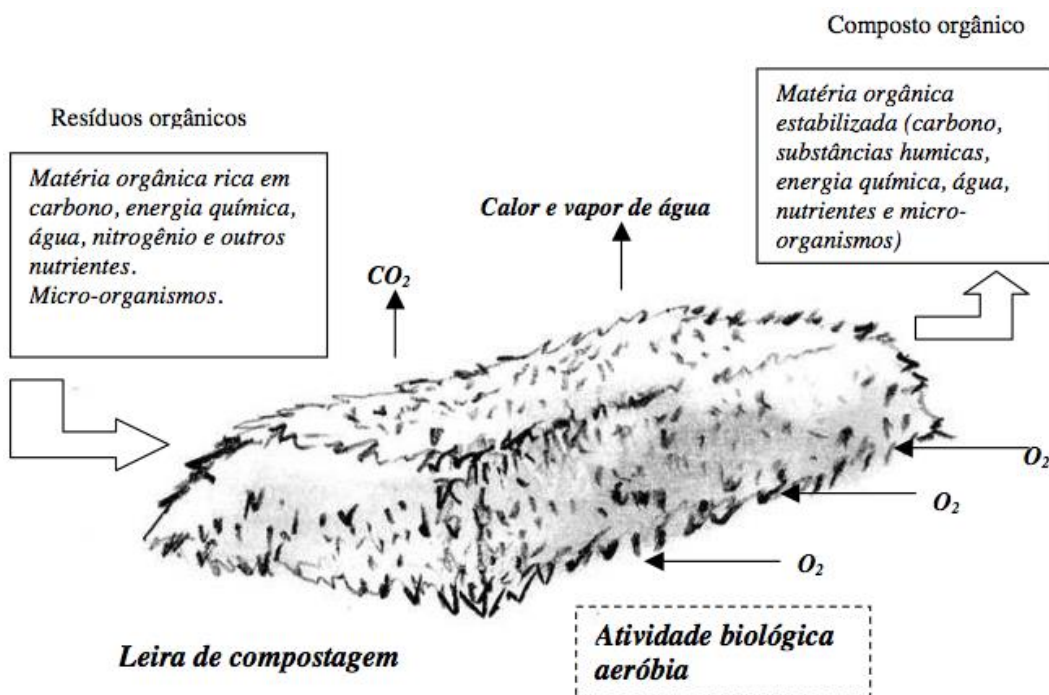 Composto orgânico
Resíduos orgânicos
Matéria orgânica
estabilizada (carbono,
substâncias humicas,
energia química, água,
nutrientes e micro-
organismos)
Matéria orgânica rica em
carbono, energia química,
água, nitrogênio e outros
nutrientes.
Micro-organismos.
Calor e vapor de água
CO₂
O₂
O₂
O₂
Leira de compostagem
Atividade biológica
aeróbia